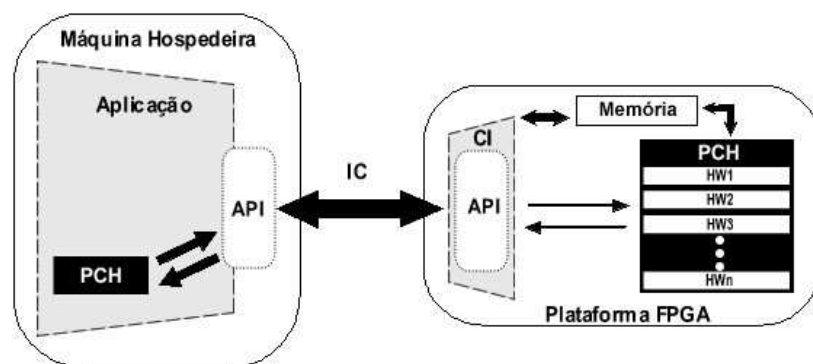 Máquina Hospedeira
Aplicação
API
PCH
IC
CI
API
Memória
PCH
HW1
HW2
HW3
HWn
Plataforma FPGA